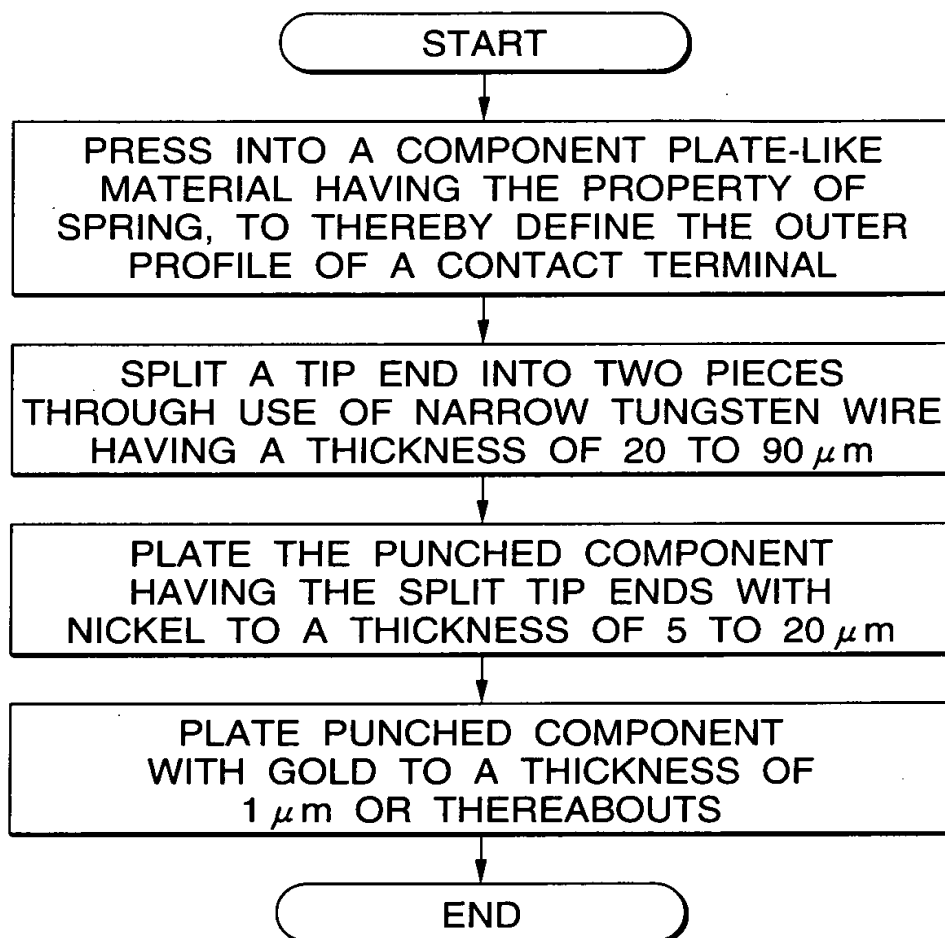 START
PRESS INTO A COMPONENT PLATE-LIKE
MATERIAL HAVING THE PROPERTY OF
SPRING, TO THEREBY DEFINE THE OUTER
PROFILE OF A CONTACT TERMINAL
SPLIT A TIP END INTO TWO PIECES
THROUGH USE OF NARROW TUNGSTEN WIRE
HAVING A THICKNESS OF 20 TO 90 μm
PLATE THE PUNCHED COMPONENT
HAVING THE SPLIT TIP ENDS WITH
NICKEL TO A THICKNESS OF 5 TO 20 μm
PLATE PUNCHED COMPONENT
WITH GOLD TO A THICKNESS OF
1 μm OR THEREABOUTS
END